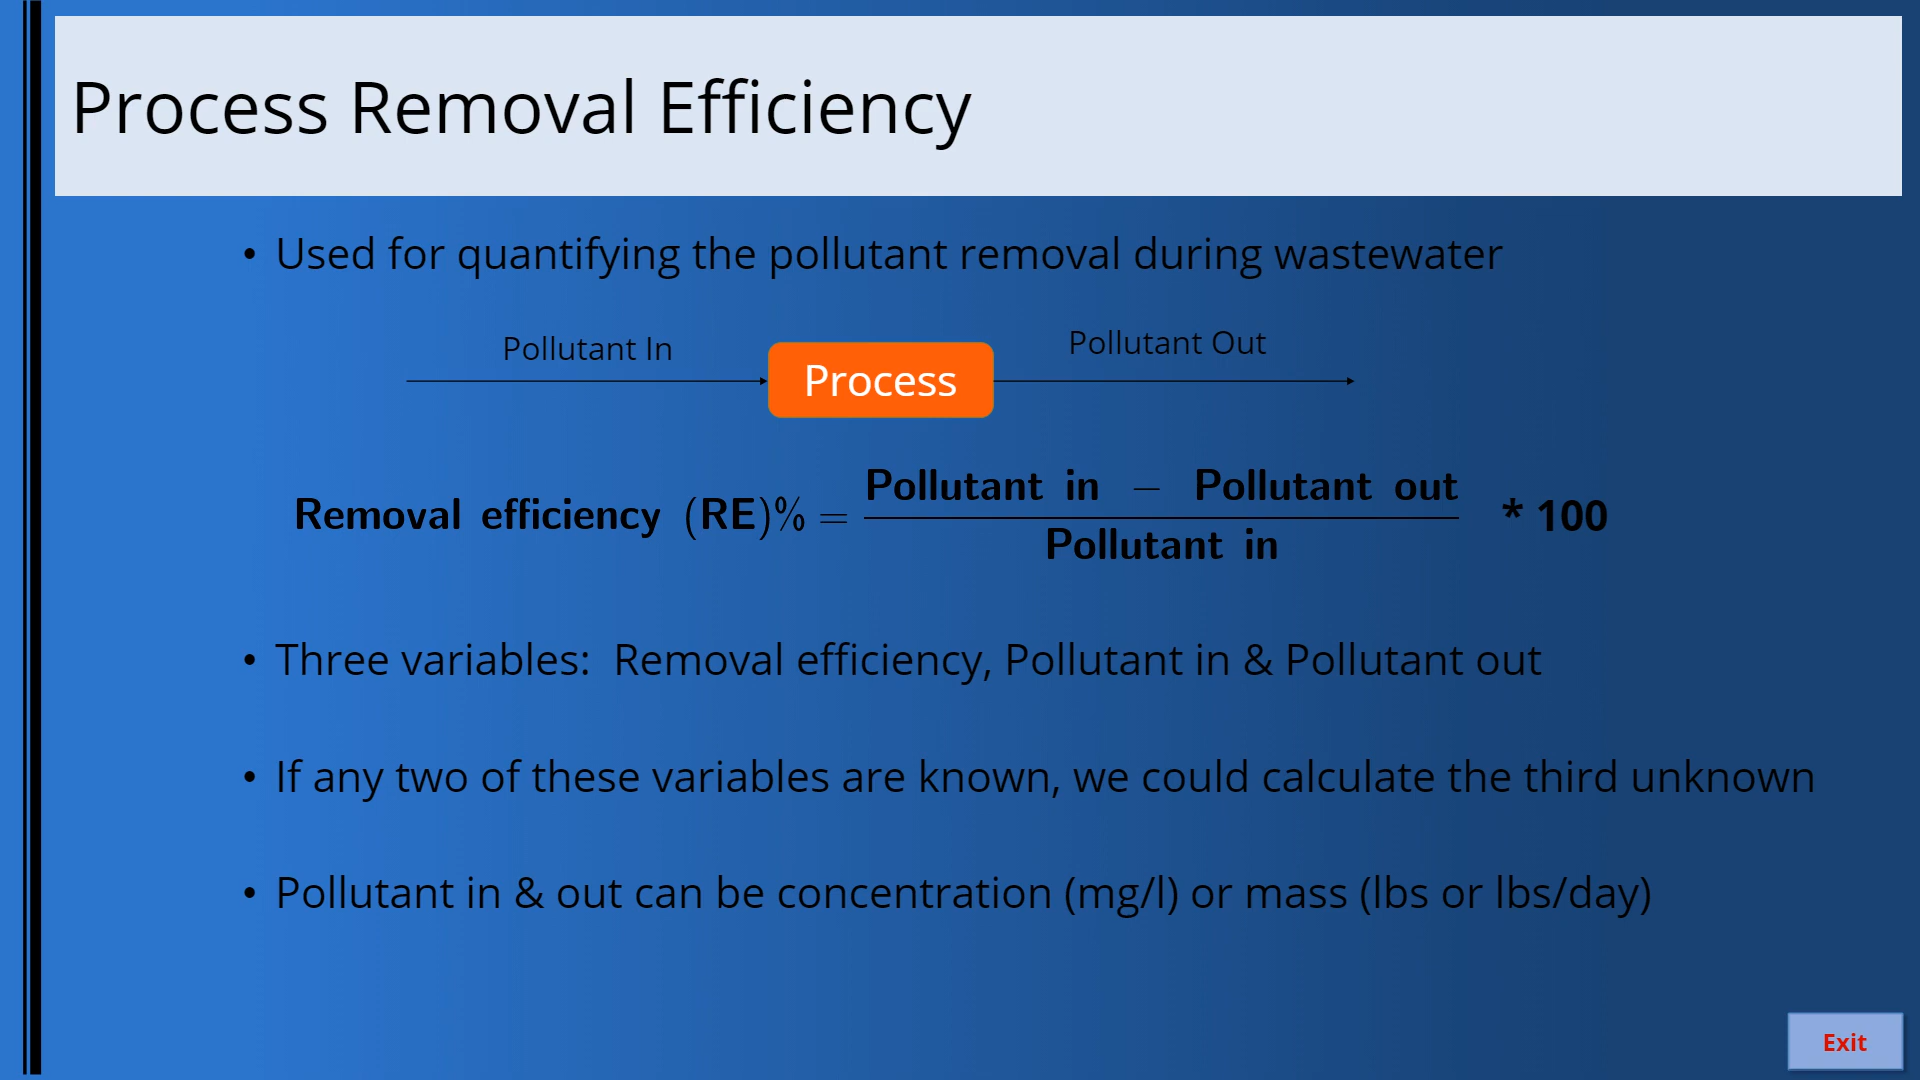 Process Removal Efficiency
• Used for quantifying the pollutant removal during wastewater
Pollutant In
Process
Pollutant Out
Removal efficiency (RE)% = Pollutant in − Pollutant out / Pollutant in * 100
• Three variables: Removal efficiency, Pollutant in & Pollutant out
• If any two of these variables are known, we could calculate the third unknown
• Pollutant in & out can be concentration (mg/l) or mass (lbs or lbs/day)
Exit